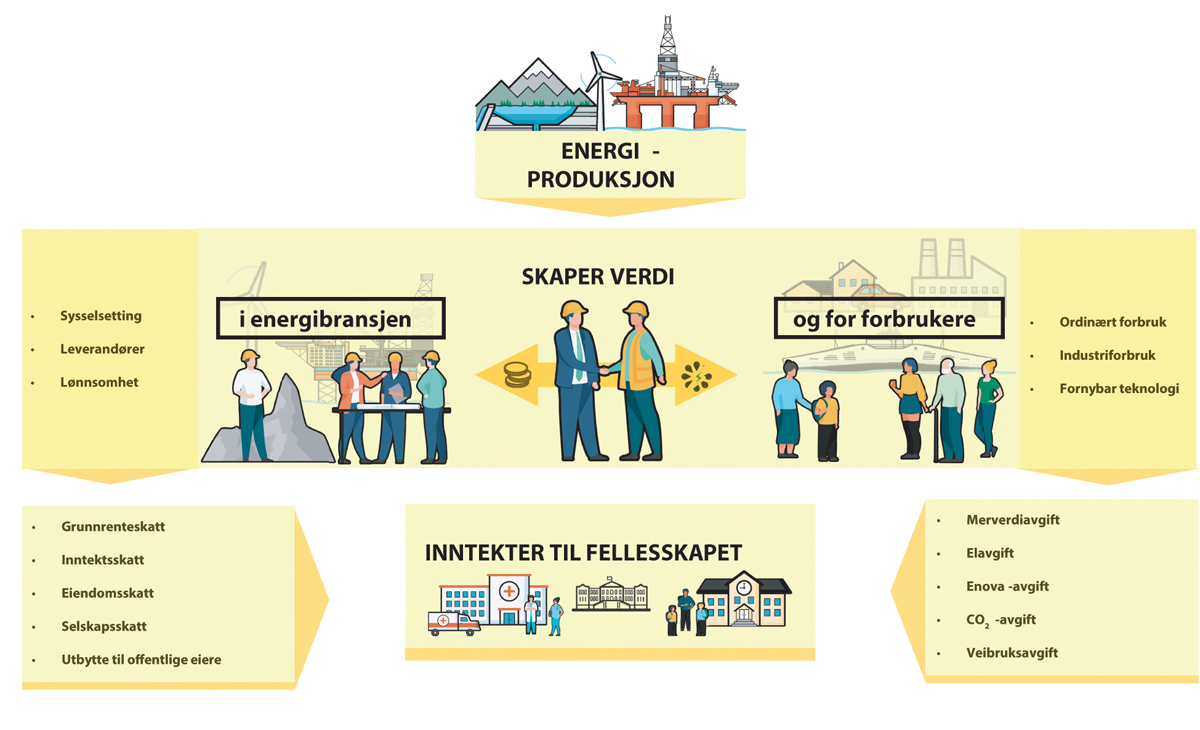 ENERGI -
PRODUKSJON
SKAPER VERDI
i energibransjen
og for forbrukere
• Sysselsetting
• Leverandører
• Lønnsomhet
• Ordinært forbruk
• Industriforbruk
• Fornybar teknologi
• Grunnrenteskatt
• Inntektsskatt
• Eiendomsskatt
• Selskapsskatt
• Utbytte til offentlige eiere
INNTEKTER TIL FELLESSKAPET
• Merverdiavgift
• Elavgift
• Enova -avgift
• CO₂ -avgift
• Veibruksavgift